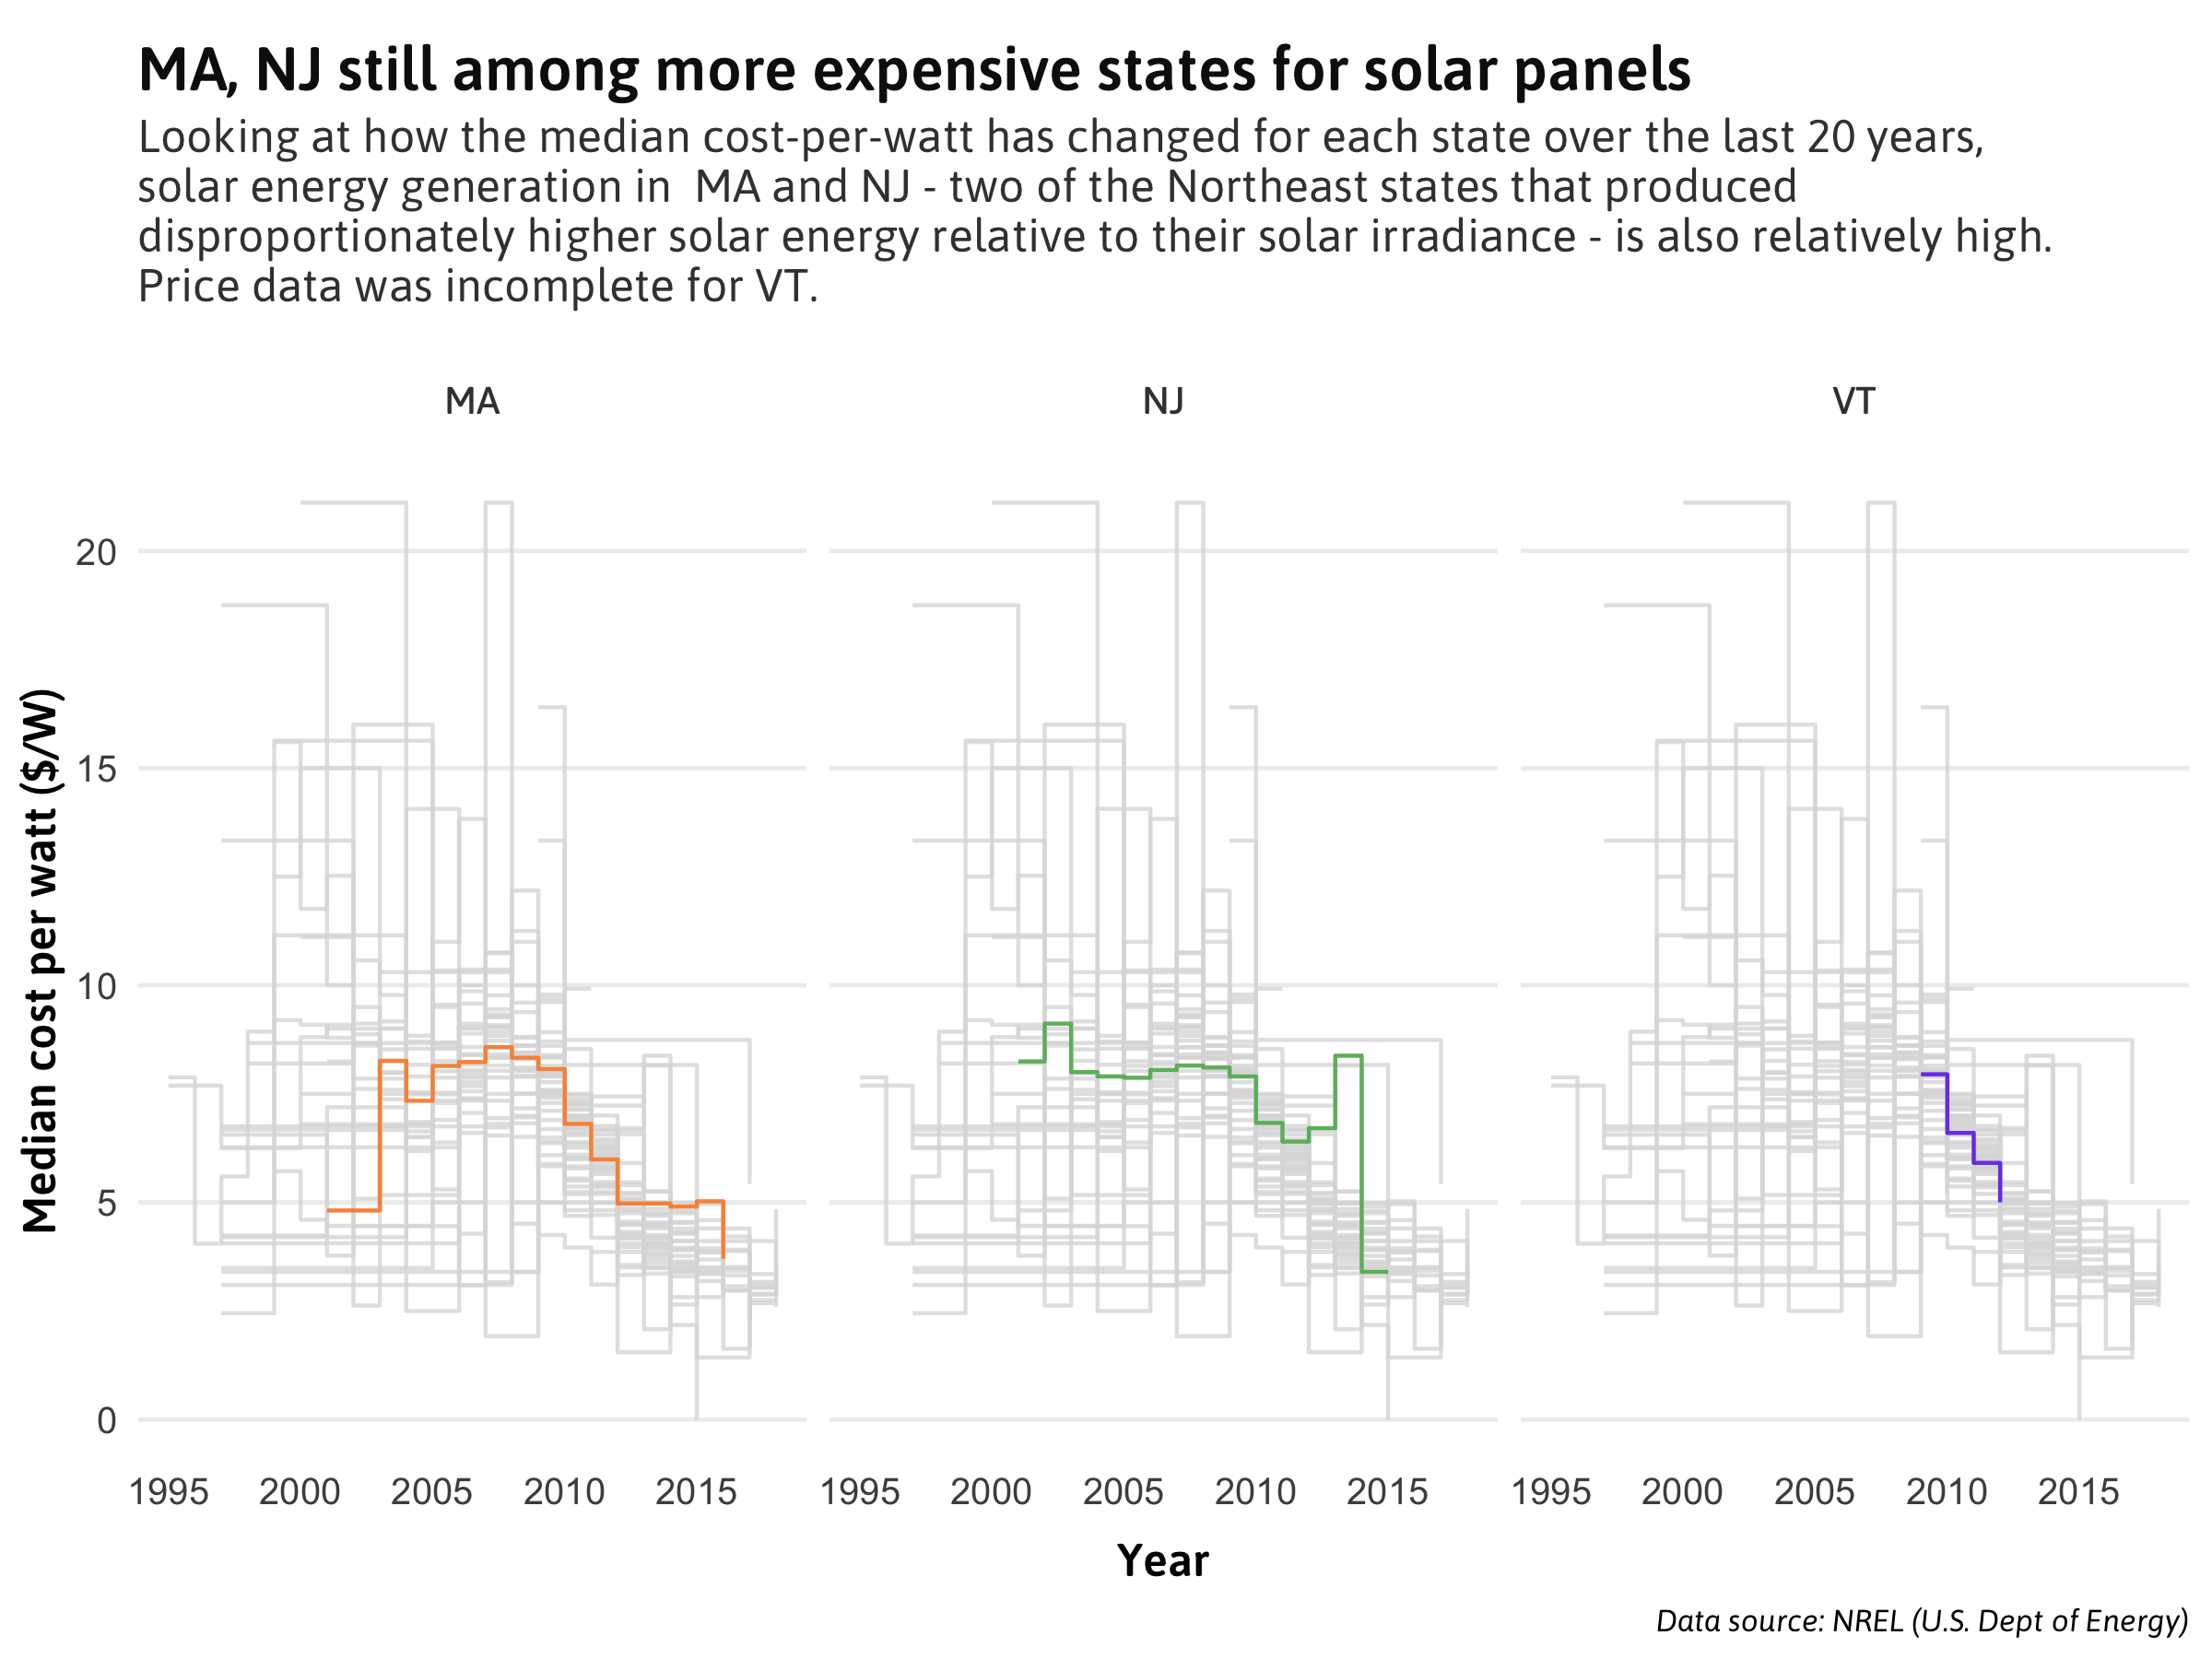 MA, NJ still among more expensive states for solar panels
Looking at how the median cost-per-watt has changed for each state over the last 20 years,
solar energy generation in  MA and NJ - two of the Northeast states that produced
disproportionately higher solar energy relative to their solar irradiance - is also relatively high.
Price data was incomplete for VT.
MA NJ VT
Median cost per watt ($/W)
20
15
10
5
0
1995 2000 2005 2010 2015 1995 2000 2005 2010 2015 1995 2000 2005 2010 2015
Year
Data source: NREL (U.S. Dept of Energy)